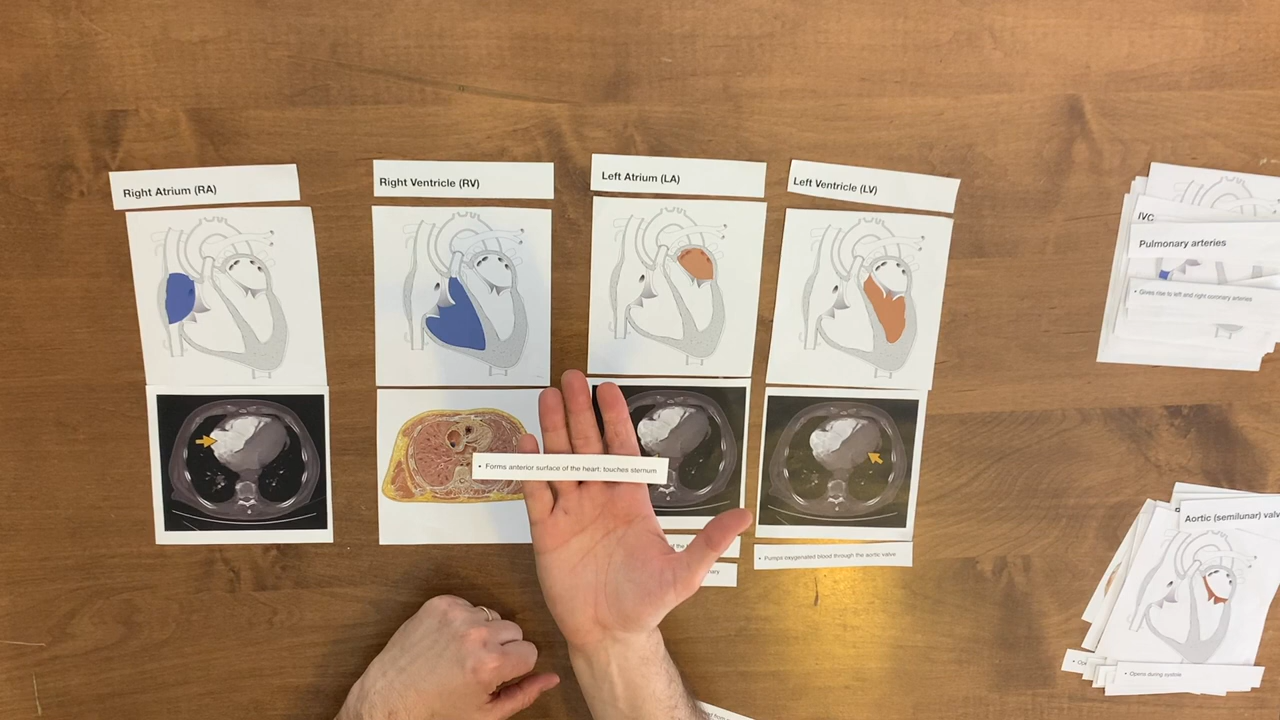 Right Atrium (RA)
Right Ventricle (RV)
Left Atrium (LA)
Left Ventricle (LV)
IVC
Pulmonary arteries
• Gives rise to left and right coronary arteries
• Forms anterior surface of the heart: touches sternum
• Pumps oxygenated blood through the aortic valve
Aortic (semilunar) valv
• Opens during systole